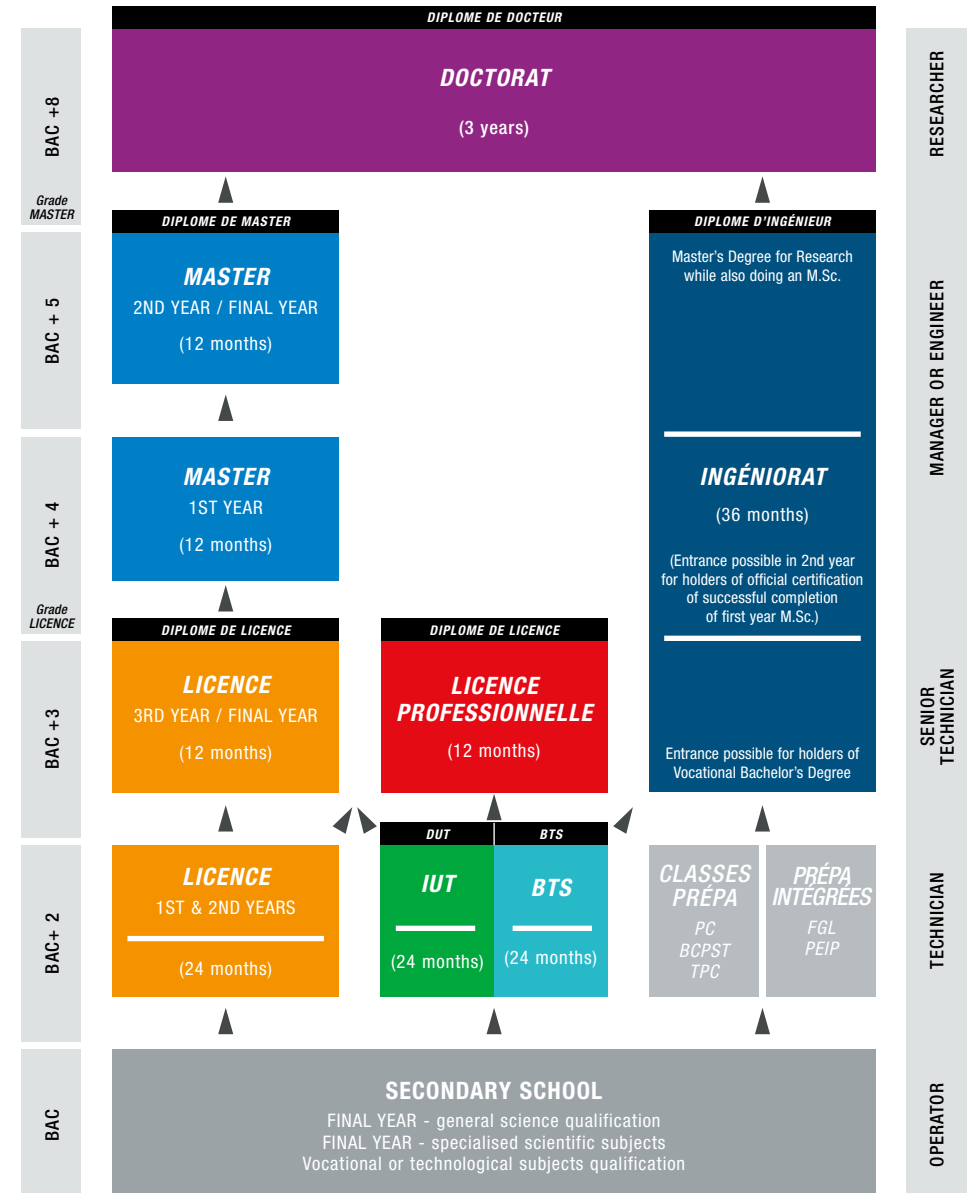 DIPLOME DE DOCTEUR
DOCTORAT
(3 years)
BAC +8
RESEARCHER
Grade
MASTER
DIPLOME DE MASTER
MASTER
2ND YEAR / FINAL YEAR
(12 months)
BAC + 5
DIPLOME D'INGÉNIEUR
Master's Degree for Research
while also doing an M.Sc.
MANAGER OR ENGINEER
MASTER
1ST YEAR
(12 months)
BAC + 4
INGÉNIORAT
(36 months)
(Entrance possible in 2nd year
for holders of official certification
of successful completion
of first year M.Sc.)
Grade
LICENCE
DIPLOME DE LICENCE
LICENCE
3RD YEAR / FINAL YEAR
(12 months)
BAC +3
DIPLOME DE LICENCE
LICENCE
PROFESSIONNELLE
(12 months)
Entrance possible for holders of
Vocational Bachelor's Degree
SENIOR
TECHNICIAN
LICENCE
1ST & 2ND YEARS
(24 months)
BAC+ 2
DUT
IUT
(24 months)
BTS
BTS
(24 months)
CLASSES
PRÉPA
PC
BCPST
TPC
PRÉPA
INTÉGRÉES
FGL
PEIP
TECHNICIAN
BAC
SECONDARY SCHOOL
FINAL YEAR - general science qualification
FINAL YEAR - specialised scientific subjects
Vocational or technological subjects qualification
OPERATOR